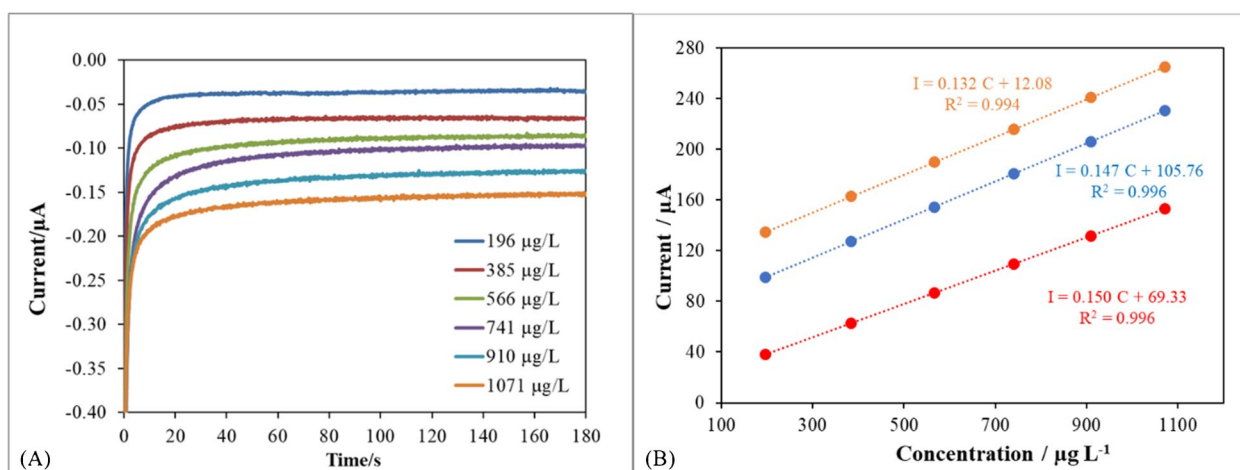 0.00
-0.05
-0.10
-0.15
-0.20
-0.25
-0.30
-0.35
-0.40
Current/µA
0 20 40 60 80 100 120 140 160 180
Time/s
196 µg/L
385 µg/L
566 µg/L
741 µg/L
910 µg/L
1071 µg/L
(A)
280
240
200
160
120
80
40
0
Current / µA
I = 0.132 C + 12.08
R² = 0.994
I = 0.147 C + 105.76
R² = 0.996
I = 0.150 C + 69.33
R² = 0.996
100 300 500 700 900 1100
Concentration / µg L⁻¹
(B)